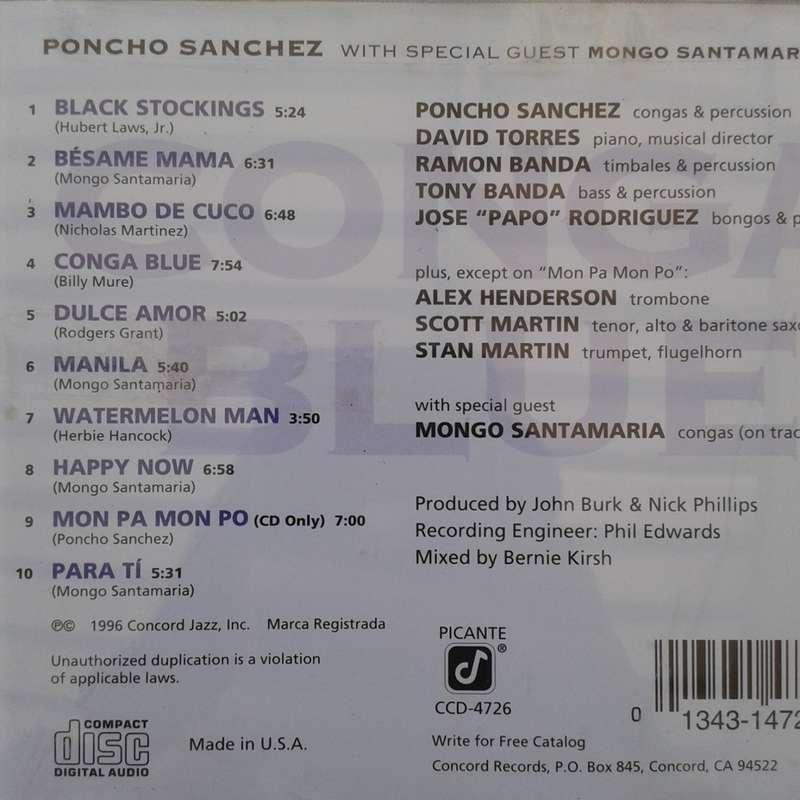 PONCHO SANCHEZ WITH SPECIAL GUEST MONGO SANTAMAR
CONGA
BLUE
1 BLACK STOCKINGS 5:24
(Hubert Laws, Jr.)
2 BÉSAME MAMA 6:31
(Mongo Santamaria)
3 MAMBO DE CUCO 6:48
(Nicholas Martinez)
4 CONGA BLUE 7:54
(Billy Mure)
5 DULCE AMOR 5:02
(Rodgers Grant)
6 MANILA 5:40
(Mongo Santamaria)
7 WATERMELON MAN 3:50
(Herbie Hancock)
8 HAPPY NOW 6:58
(Mongo Santamaria)
9 MON PA MON PO (CD Only) 7:00
(Poncho Sanchez)
10 PARA TÍ 5:31
(Mongo Santamaria)
℗© 1996 Concord Jazz, Inc. Marca Registrada
Unauthorized duplication is a violation
of applicable laws.
COMPACT
disc
DIGITAL AUDIO
Made in U.S.A.
PONCHO SANCHEZ congas & percussion
DAVID TORRES piano, musical director
RAMON BANDA timbales & percussion
TONY BANDA bass & percussion
JOSE "PAPO" RODRIGUEZ bongos & p
plus, except on "Mon Pa Mon Po":
ALEX HENDERSON trombone
SCOTT MARTIN tenor, alto & baritone saxo
STAN MARTIN trumpet, flugelhorn
with special guest
MONGO SANTAMARIA congas (on trac
Produced by John Burk & Nick Phillips
Recording Engineer: Phil Edwards
Mixed by Bernie Kirsh
PICANTE
®
CCD-4726
0 1343-1472
Write for Free Catalog
Concord Records, P.O. Box 845, Concord, CA 94522